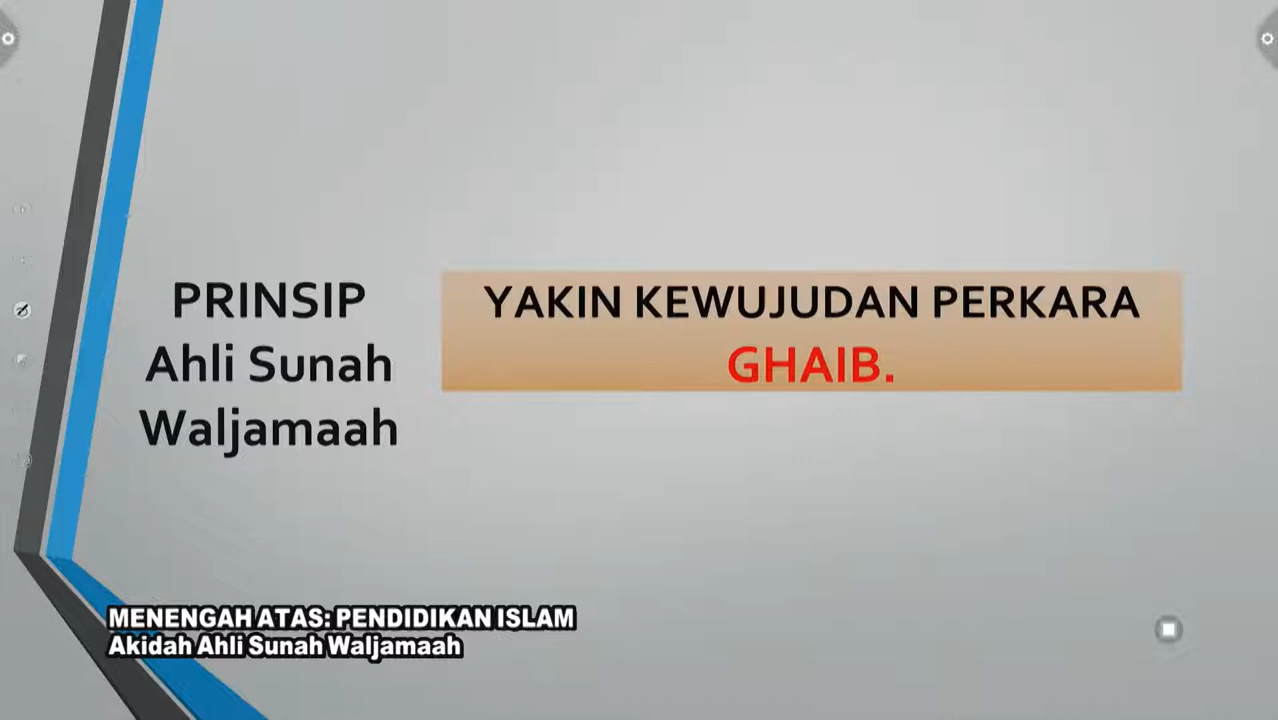 PRINSIP
Ahli Sunah
Waljamaah
YAKIN KEWUJUDAN PERKARA
GHAIB.
MENENGAH ATAS: PENDIDIKAN ISLAM
Akidah Ahli Sunah Waljamaah